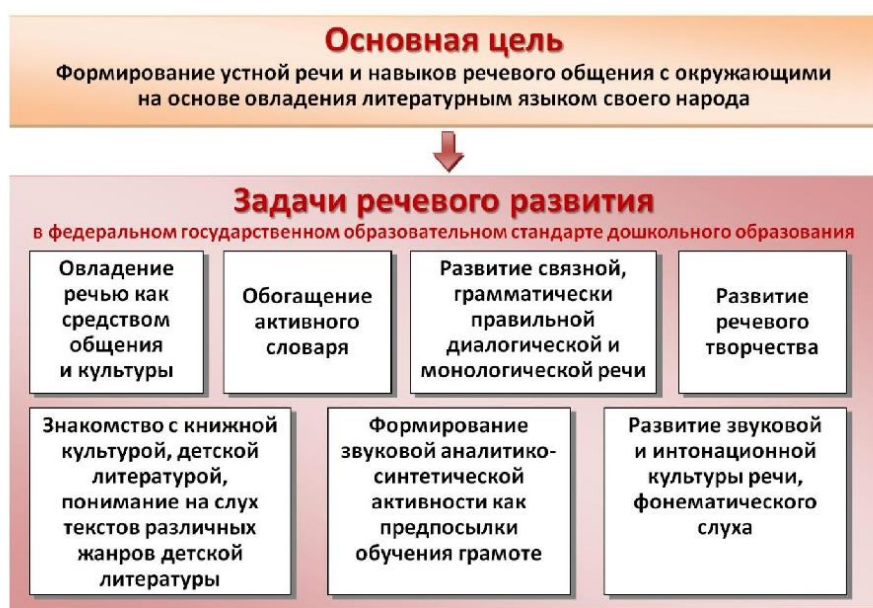 Основная цель
Формирование устной речи и навыков речевого общения с окружающими
на основе овладения литературным языком своего народа
Задачи речевого развития
в федеральном государственном образовательном стандарте дошкольного образования
Овладение
речью как
средством
общения
и культуры
Обогащение
активного
словаря
Развитие связной,
грамматически
правильной
диалогической и
монологической речи
Развитие
речевого
творчества
Знакомство с книжной
культурой, детской
литературой,
понимание на слух
текстов различных
жанров детской
литературы
Формирование
звуковой аналитико-
синтетической
активности как
предпосылки
обучения грамоте
Развитие звуковой
и интонационной
культуры речи,
фонематического
слуха